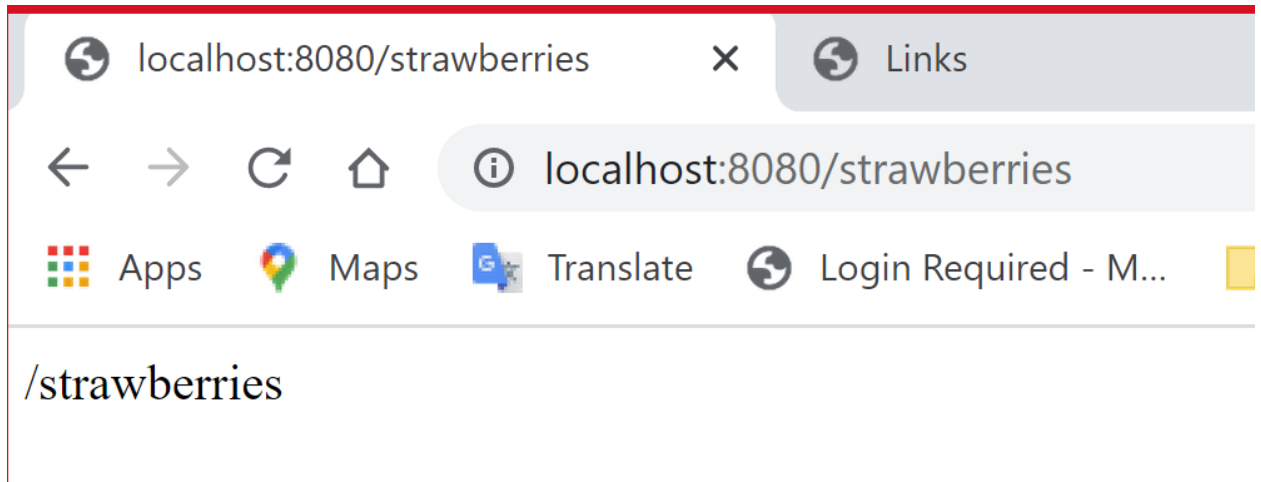 localhost:8080/strawberries Links
localhost:8080/strawberries
Apps Maps Translate Login Required - M...
/strawberries